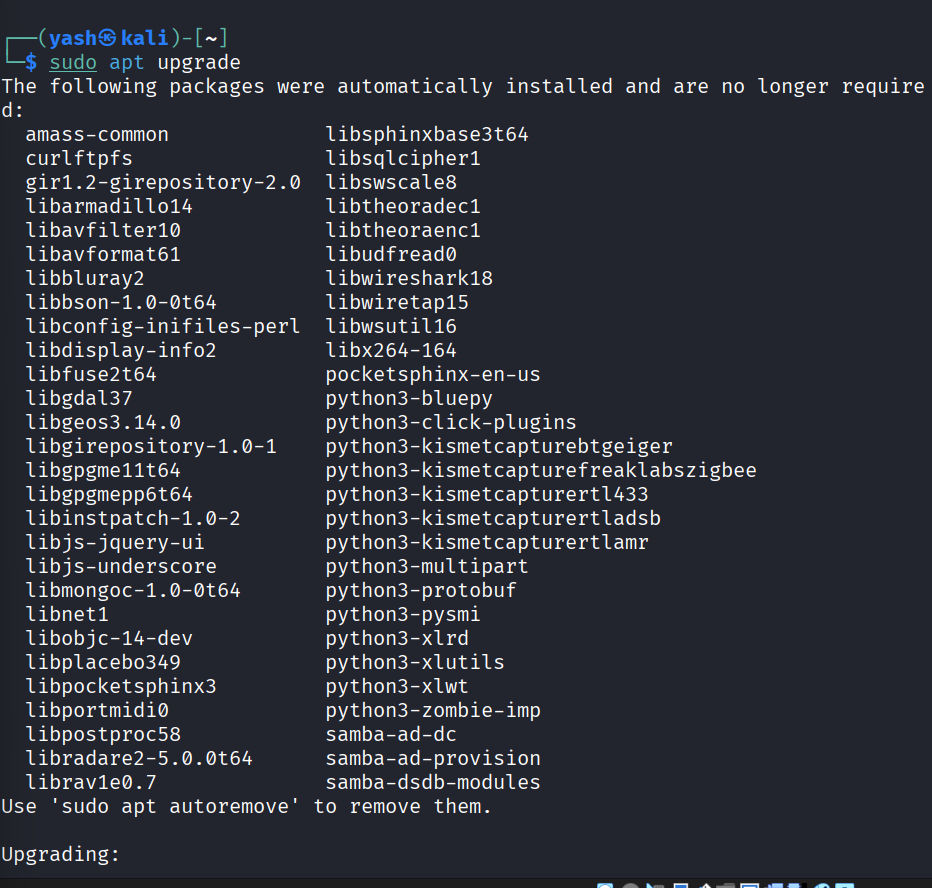 ┌──(yash㉿kali)-[~]
└─$ sudo apt upgrade
The following packages were automatically installed and are no longer require
d:
  amass-common               libsphinxbase3t64
  curlftpfs                  libsqlcipher1
  gir1.2-girepository-2.0    libswscale8
  libarmadillo14             libtheoradec1
  libavfilter10              libtheoraenc1
  libavformat61              libudfread0
  libbluray2                 libwireshark18
  libbson-1.0-0t64           libwiretap15
  libconfig-inifiles-perl    libwsutil16
  libdisplay-info2           libx264-164
  libfuse2t64                pocketsphinx-en-us
  libgdal37                  python3-bluepy
  libgeos3.14.0              python3-click-plugins
  libgirepository-1.0-1      python3-kismetcapturebtgeiger
  libgpgme11t64              python3-kismetcapturefreaklabszigbee
  libgpgmepp6t64             python3-kismetcapturertl433
  libinstpatch-1.0-2         python3-kismetcapturertladsb
  libjs-jquery-ui            python3-kismetcapturertlamr
  libjs-underscore           python3-multipart
  libmongoc-1.0-0t64         python3-protobuf
  libnet1                    python3-pysmi
  libobjc-14-dev             python3-xlrd
  libplacebo349              python3-xlutils
  libpocketsphinx3           python3-xlwt
  libportmidi0               python3-zombie-imp
  libpostproc58              samba-ad-dc
  libradare2-5.0.0t64        samba-ad-provision
  librav1e0.7                samba-dsdb-modules
Use 'sudo apt autoremove' to remove them.

Upgrading: